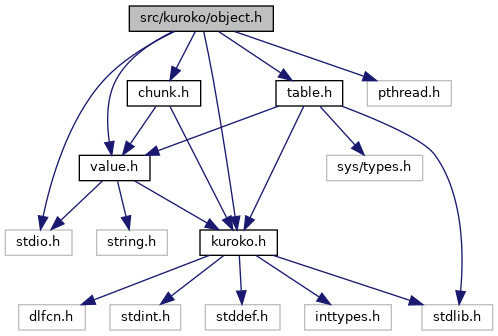 src/kuroko/object.h
chunk.h
table.h
pthread.h
value.h
sys/types.h
stdio.h
string.h
kuroko.h
dlfcn.h
stdint.h
stddef.h
inttypes.h
stdlib.h